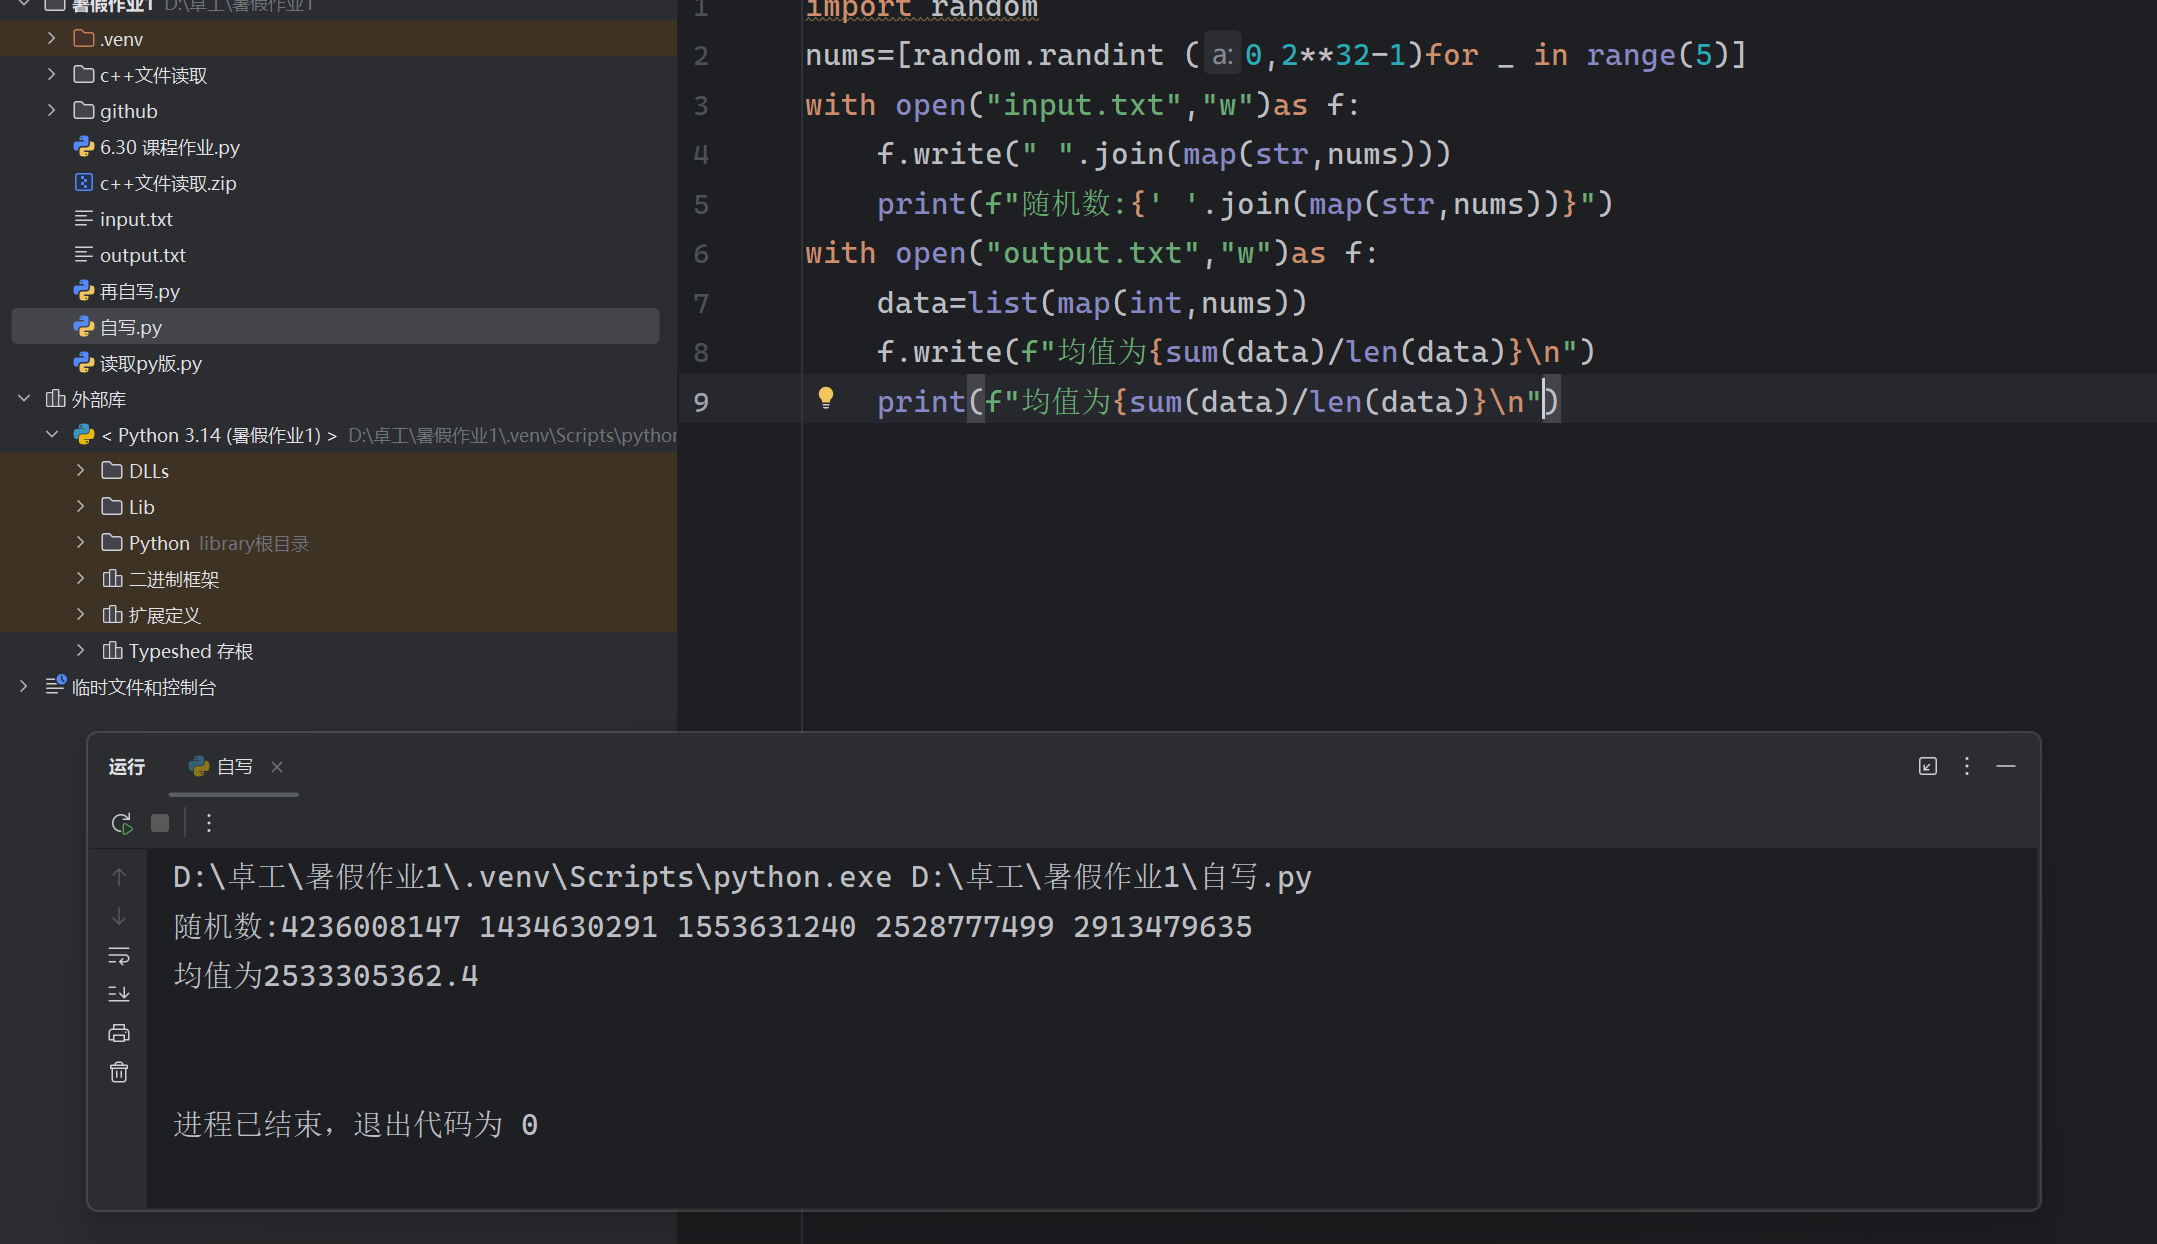 暑假作业1 D:\卓工\暑假作业1
.venv
c++文件读取
github
6.30 课程作业.py
c++文件读取.zip
input.txt
output.txt
再自写.py
自写.py
读取py版.py
外部库
< Python 3.14 (暑假作业1) > D:\卓工\暑假作业1\.venv\Scripts\python
DLLs
Lib
Python library根目录
二进制框架
扩展定义
Typeshed 存根
临时文件和控制台
1 import random
2 nums=[random.randint (a:0,2**32-1)for _ in range(5)]
3 with open("input.txt","w")as f:
4 f.write(" ".join(map(str,nums)))
5 print(f"随机数:{' '.join(map(str,nums))}")
6 with open("output.txt","w")as f:
7 data=list(map(int,nums))
8 f.write(f"均值为{sum(data)/len(data)}\n")
9 print(f"均值为{sum(data)/len(data)}\n")
运行 自写
D:\卓工\暑假作业1\.venv\Scripts\python.exe D:\卓工\暑假作业1\自写.py
随机数:4236008147 1434630291 1553631240 2528777499 2913479635
均值为2533305362.4
进程已结束，退出代码为 0